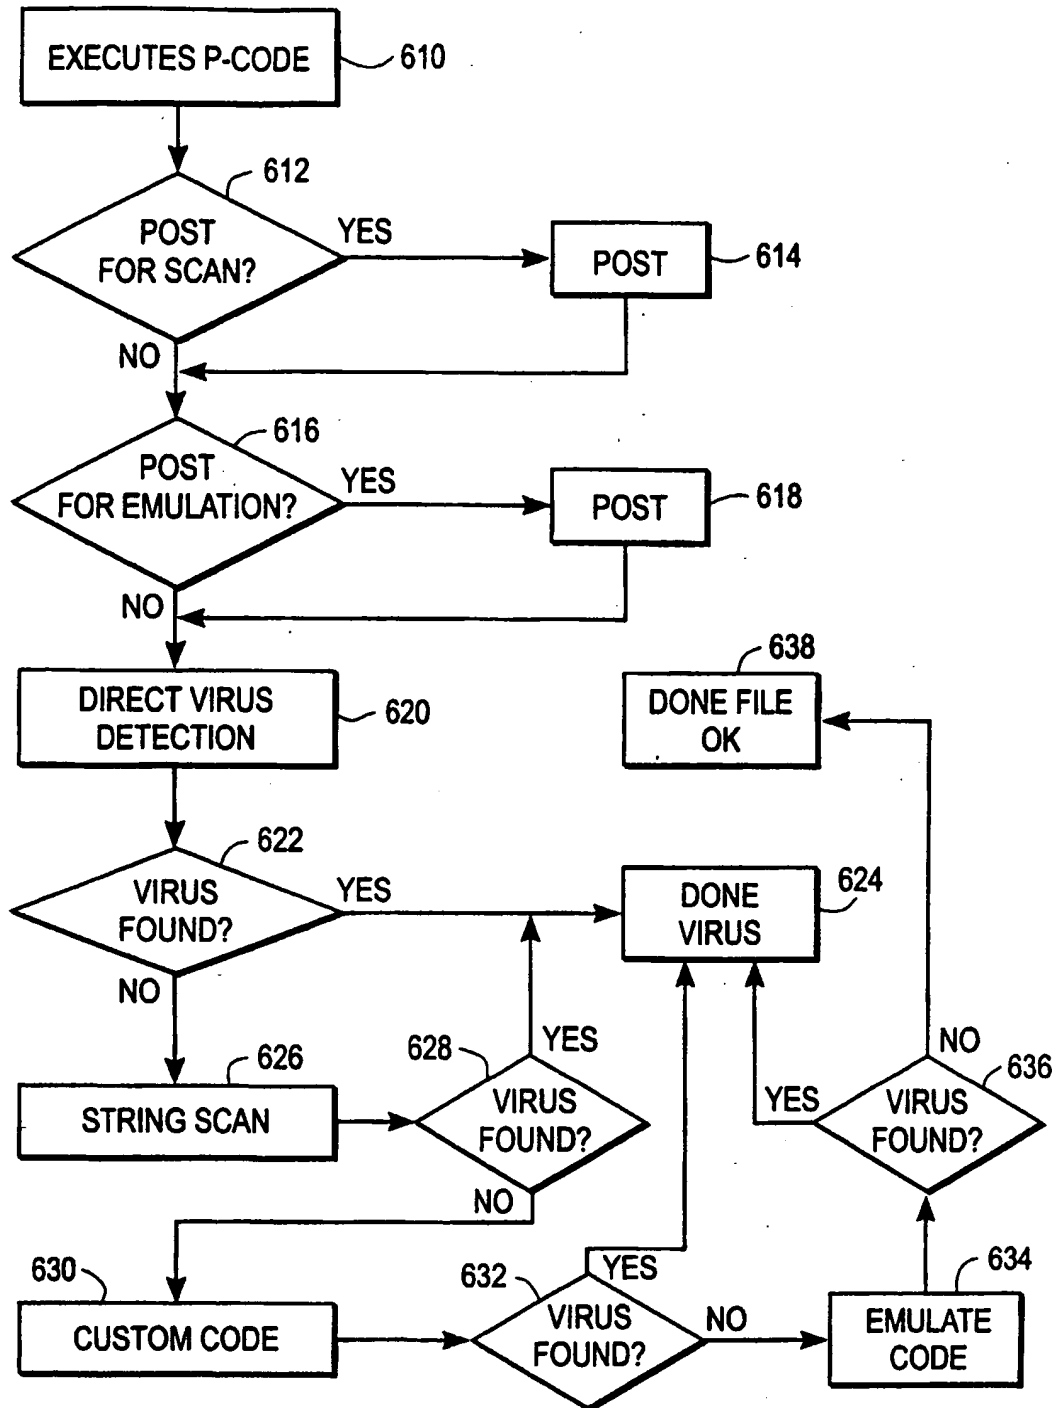 EXECUTES P-CODE
610
612
POST
FOR SCAN?
YES
POST
614
NO
616
POST
FOR EMULATION?
YES
POST
618
NO
DIRECT VIRUS
DETECTION
620
638
DONE FILE
OK
622
VIRUS
FOUND?
YES
DONE
VIRUS
624
NO
626
STRING SCAN
628
YES
VIRUS
FOUND?
NO
NO
636
YES
VIRUS
FOUND?
630
CUSTOM CODE
632
YES
VIRUS
FOUND?
NO
634
EMULATE
CODE